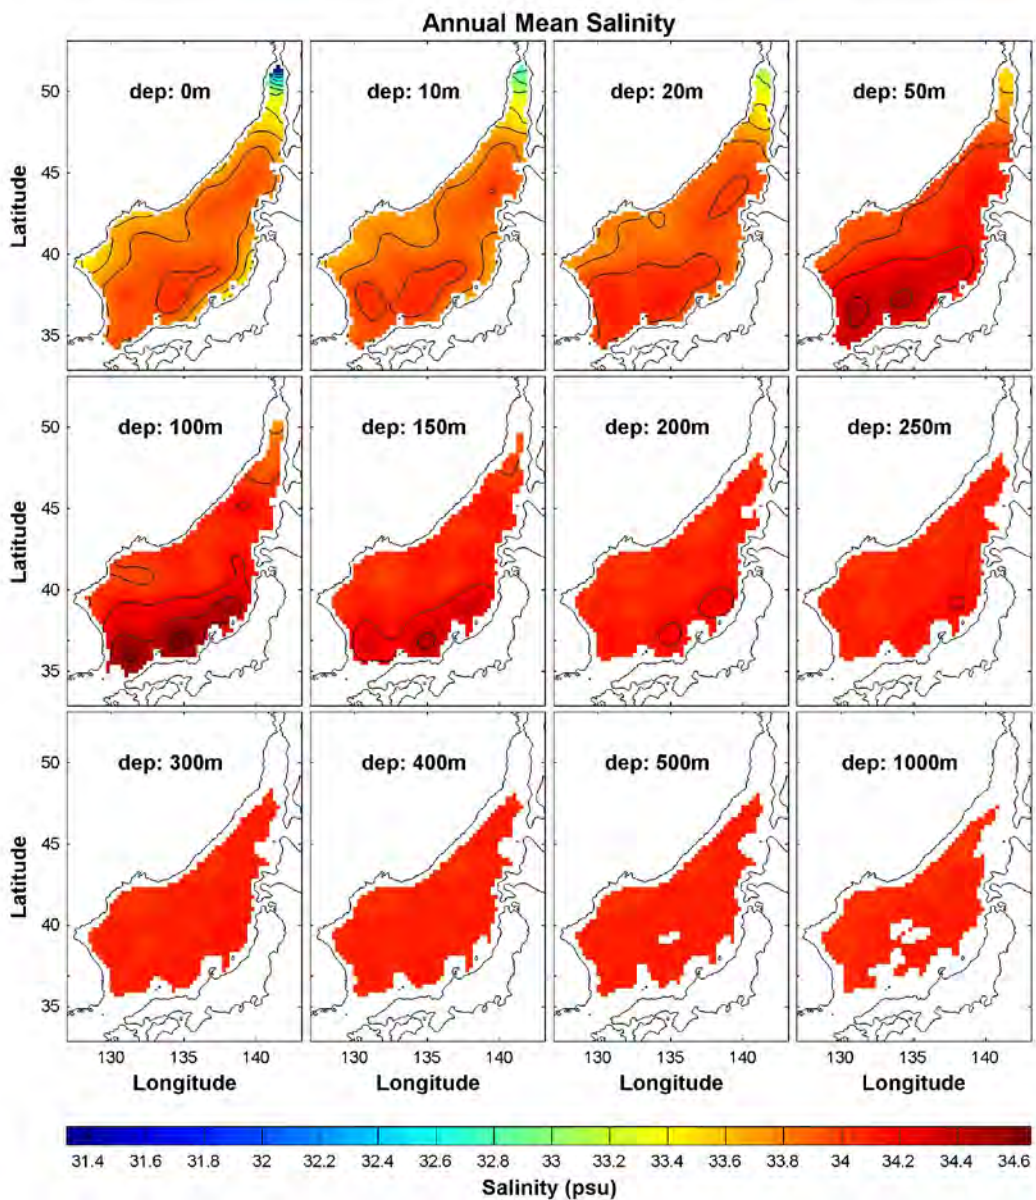 Annual Mean Salinity
dep: 0m
dep: 10m
dep: 20m
dep: 50m
50
45
40
35
Latitude
dep: 100m
dep: 150m
dep: 200m
dep: 250m
50
45
40
35
Latitude
dep: 300m
dep: 400m
dep: 500m
dep: 1000m
50
45
40
35
Latitude
130 135 140 130 135 140 130 135 140 130 135 140
Longitude Longitude Longitude Longitude
31.4 31.6 31.8 32 32.2 32.4 32.6 32.8 33 33.2 33.4 33.6 33.8 34 34.2 34.4 34.6
Salinity (psu)